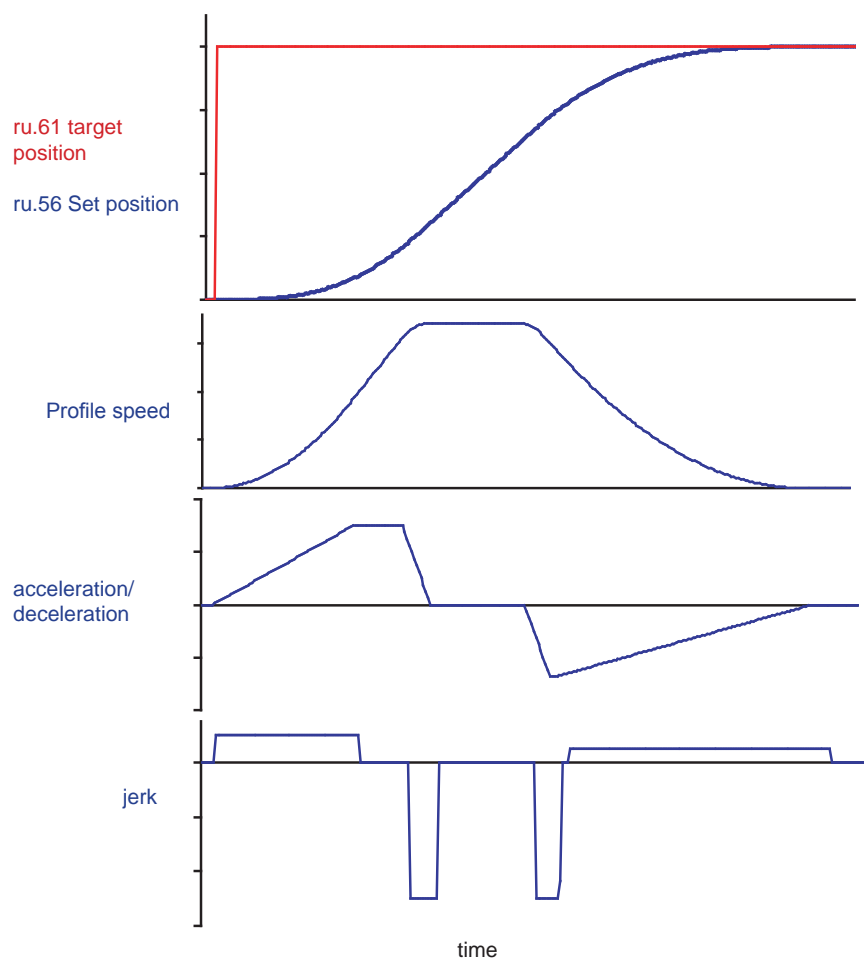 ru.61 target
position
ru.56 Set position
Profile speed
acceleration/
deceleration
jerk
time